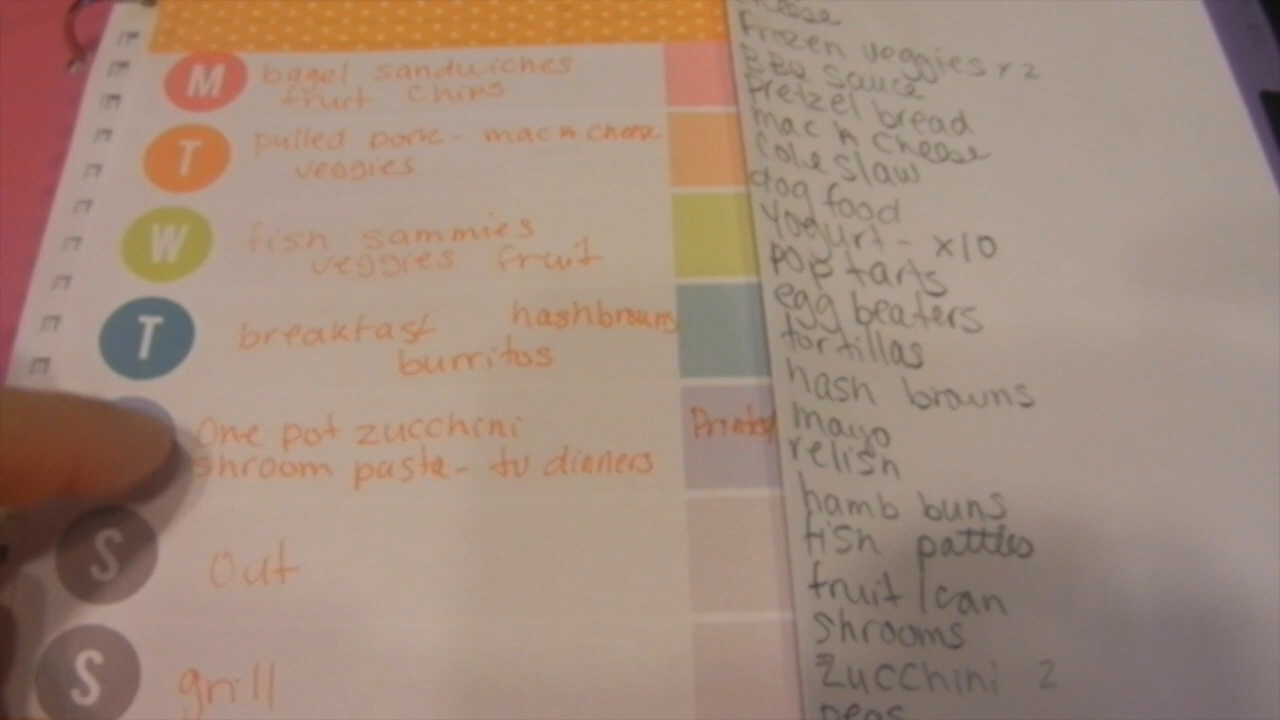 M
bagel sandwiches
fruit chips
T
pulled pork - mac n cheese
veggies
W
fish sammies
veggies fruit
T
breakfast hashbrowns
burritos
One pot zucchini
shroom pasta - tv dinners
S
out
S
grill
cheese
frozen veggies x 2
BBQ sauce
Pretzel bread
mac n cheese
cole slaw
dog food
Yogurt - x10
pop tarts
egg beaters
tortillas
hash browns
mayo
relish
hamb buns
fish patties
fruit/can
shrooms
Zucchini 2
peas